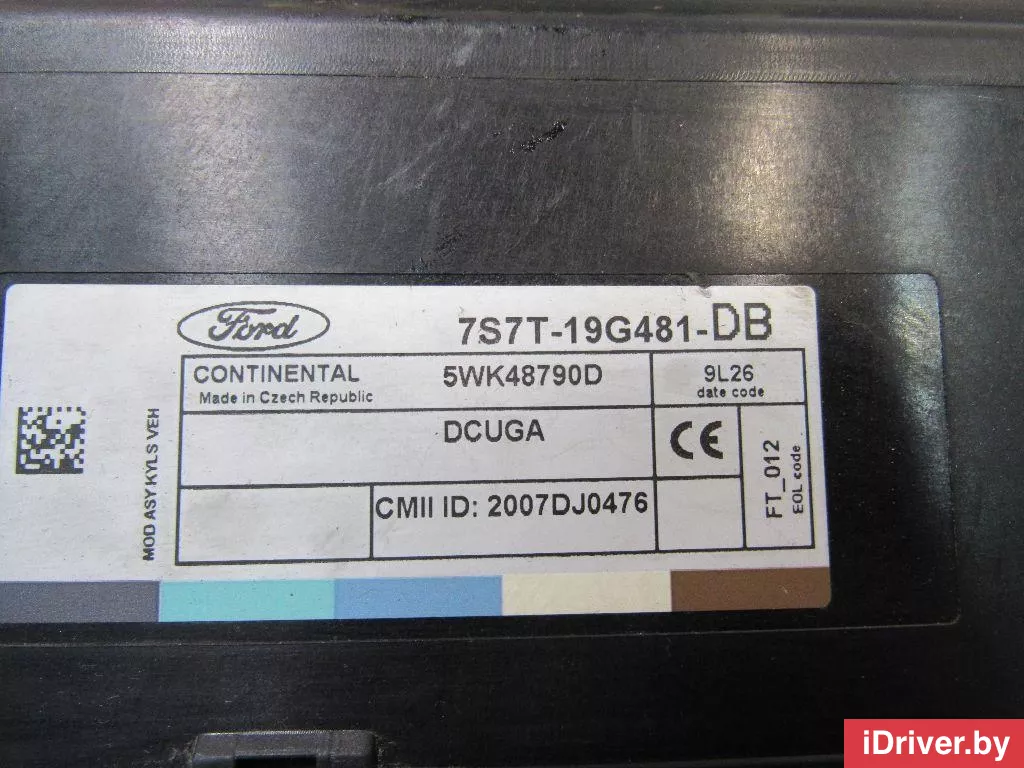 Ford
7S7T-19G481-DB
CONTINENTAL 5WK48790D 9L26
Made in Czech Republic date code
DCUGA
CMII ID: 2007DJ0476
CE
FT_012
EOL code
MOD ASY KYLS VEH
iDriver.by